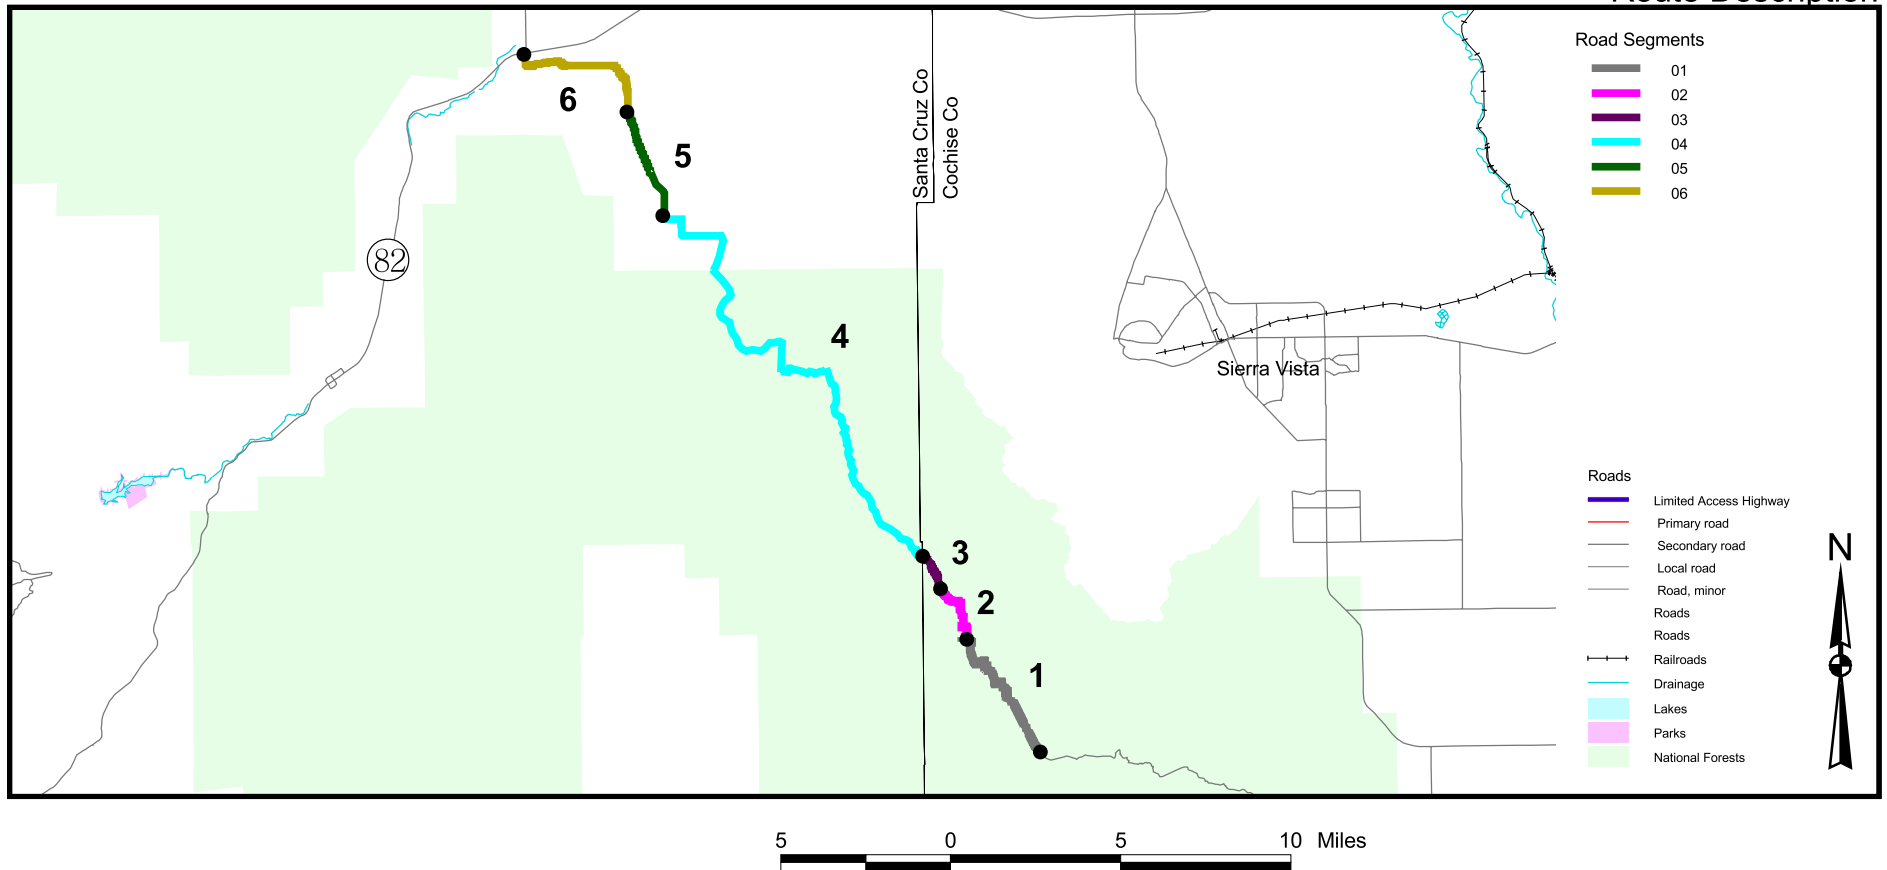 Route Description
Road Segments
01
02
03
04
05
06
Santa Cruz Co
Cochise Co
6
5
82
4
Sierra Vista
3
2
1
Roads
Limited Access Highway
Primary road
Secondary road
Local road
Road, minor
Roads
Roads
Railroads
Drainage
Lakes
Parks
National Forests
N
5 0 5 10 Miles